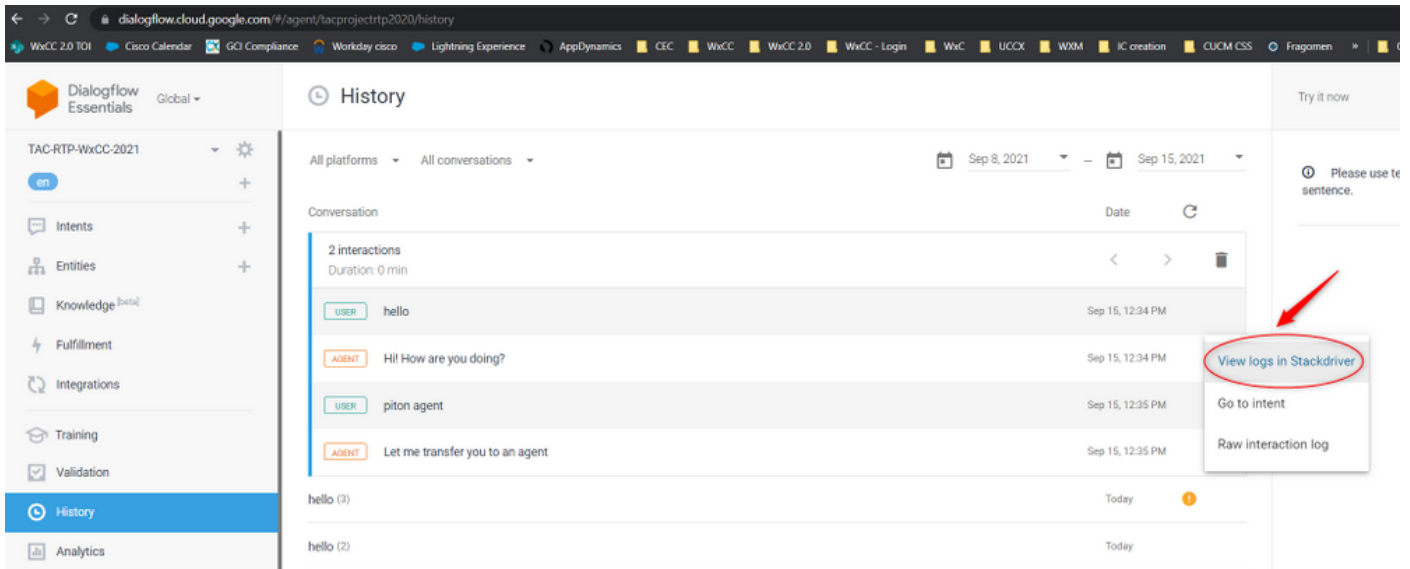 dialogflow.cloud.google.com/#/agent/tacprojectrtp2020/history
WxCC 2.0 TOI Cisco Calendar GCI Compliance Workday cisco Lightning Experience AppDynamics CEC WxCC WxCC 2.0 WxCC - Login WxC UCCX WXM IC creation CUCM CSS Fragomen »
Dialogflow Essentials
Global
History
Try it now
TAC-RTP-WxCC-2021
All platforms All conversations Sep 8, 2021 – Sep 15, 2021
en
Please use te
sentence.
Conversation Date
Intents
2 interactions
Duration: 0 min
Entities
Knowledge [beta]
USER hello Sep 15, 12:34 PM
Fulfillment
AGENT Hi! How are you doing? Sep 15, 12:34 PM
View logs in Stackdriver
Integrations
USER piton agent Sep 15, 12:35 PM
Go to intent
Training
AGENT Let me transfer you to an agent Sep 15, 12:35 PM
Raw interaction log
Validation
hello (3) Today
History
hello (2) Today
Analytics